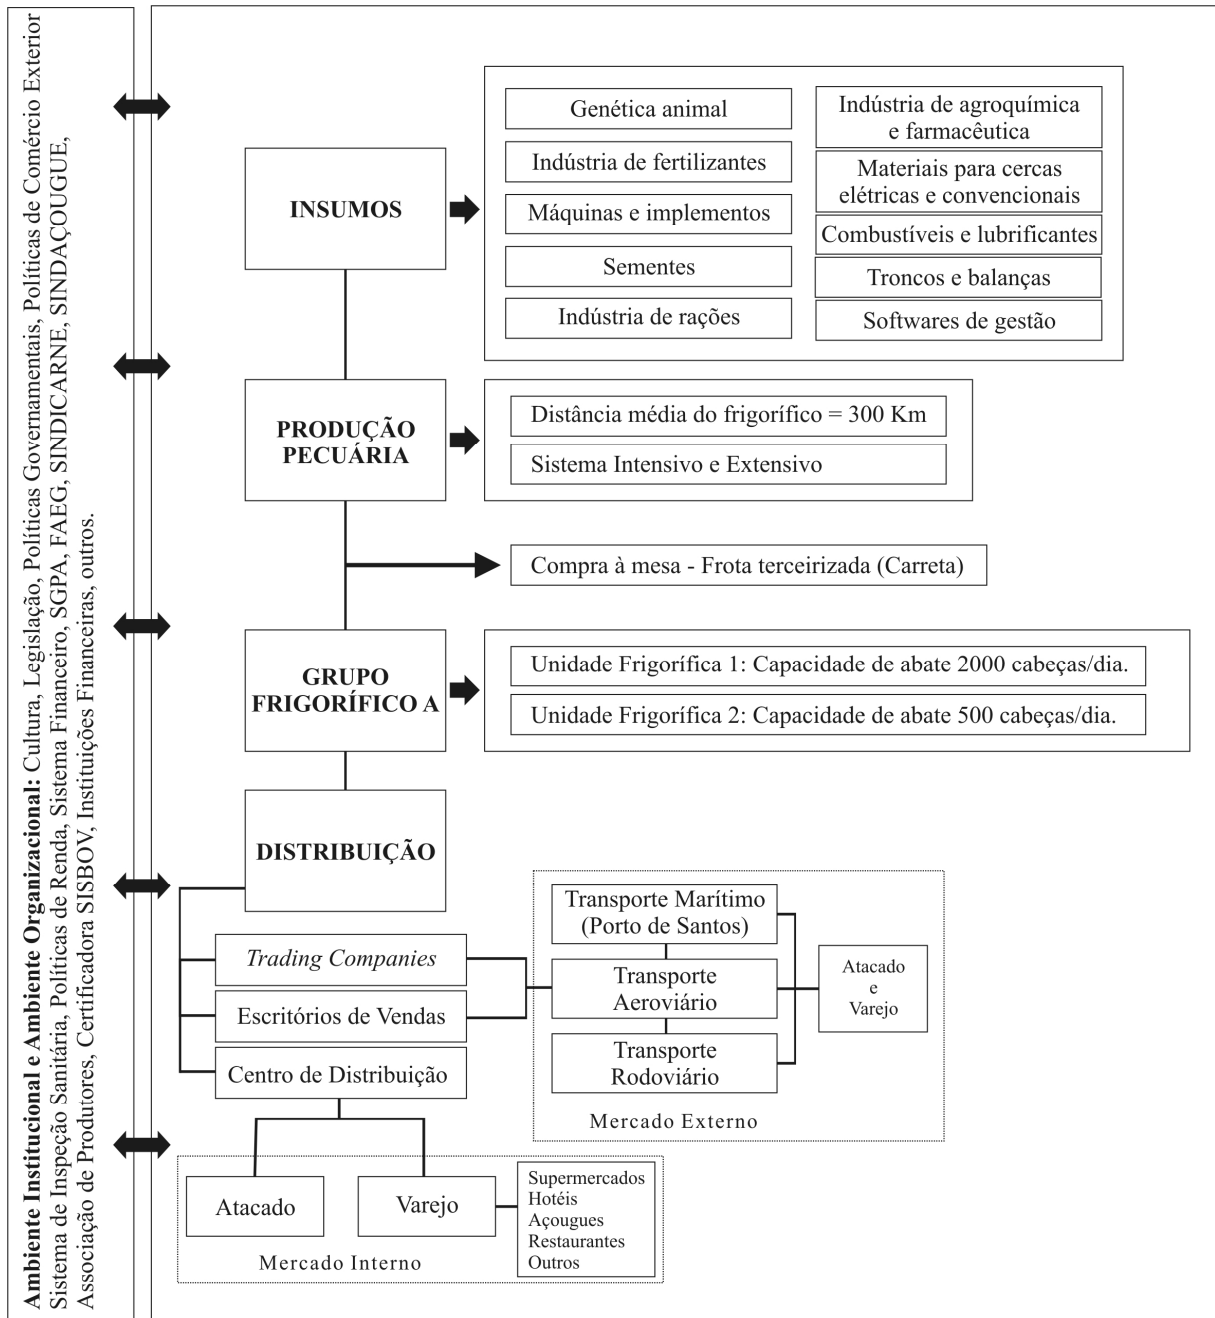 Ambiente Institucional e Ambiente Organizacional: Cultura, Legislação, Políticas Governamentais, Políticas de Comércio Exterior
Sistema de Inspeção Sanitária, Políticas de Renda, Sistema Financeiro, SGPA, FAEG, SINDICARNE, SINDAÇOUGUE,
Associação de Produtores, Certificadora SISBOV, Instituições Financeiras, outros.
INSUMOS
Genética animal
Indústria de fertilizantes
Máquinas e implementos
Sementes
Indústria de rações
Indústria de agroquímica
e farmacêutica
Materiais para cercas
elétricas e convencionais
Combustíveis e lubrificantes
Troncos e balanças
Softwares de gestão
PRODUÇÃO
PECUÁRIA
Distância média do frigorífico = 300 Km
Sistema Intensivo e Extensivo
Compra à mesa - Frota terceirizada (Carreta)
GRUPO
FRIGORÍFICO A
Unidade Frigorífica 1: Capacidade de abate 2000 cabeças/dia.
Unidade Frigorífica 2: Capacidade de abate 500 cabeças/dia.
DISTRIBUIÇÃO
Trading Companies
Escritórios de Vendas
Centro de Distribuição
Transporte Marítimo
(Porto de Santos)
Transporte
Aeroviário
Transporte
Rodoviário
Atacado
e
Varejo
Mercado Externo
Atacado
Varejo
Supermercados
Hotéis
Açougues
Restaurantes
Outros
Mercado Interno